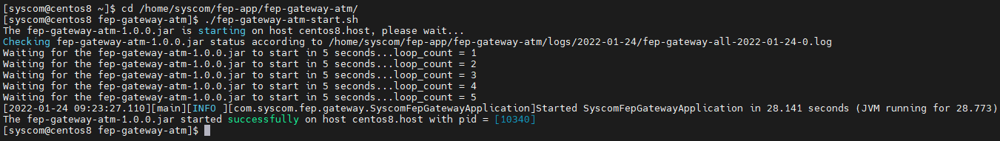 [syscom@centos8 ~]$ cd /home/syscom/fep-app/fep-gateway-atm/
[syscom@centos8 fep-gateway-atm]$ ./fep-gateway-atm-start.sh
The fep-gateway-atm-1.0.0.jar is starting on host centos8.host, please wait...
Checking fep-gateway-atm-1.0.0.jar status according to /home/syscom/fep-app/fep-gateway-atm/logs/2022-01-24/fep-gateway-all-2022-01-24-0.log
Waiting for the fep-gateway-atm-1.0.0.jar to start in 5 seconds...loop_count = 1
Waiting for the fep-gateway-atm-1.0.0.jar to start in 5 seconds...loop_count = 2
Waiting for the fep-gateway-atm-1.0.0.jar to start in 5 seconds...loop_count = 3
Waiting for the fep-gateway-atm-1.0.0.jar to start in 5 seconds...loop_count = 4
Waiting for the fep-gateway-atm-1.0.0.jar to start in 5 seconds...loop_count = 5
[2022-01-24 09:23:27.110][main][INFO ][com.syscom.fep.gateway.SyscomFepGatewayApplication]Started SyscomFepGatewayApplication in 28.141 seconds (JVM running for 28.773)
The fep-gateway-atm-1.0.0.jar started successfully on host centos8.host with pid = [10340]
[syscom@centos8 fep-gateway-atm]$